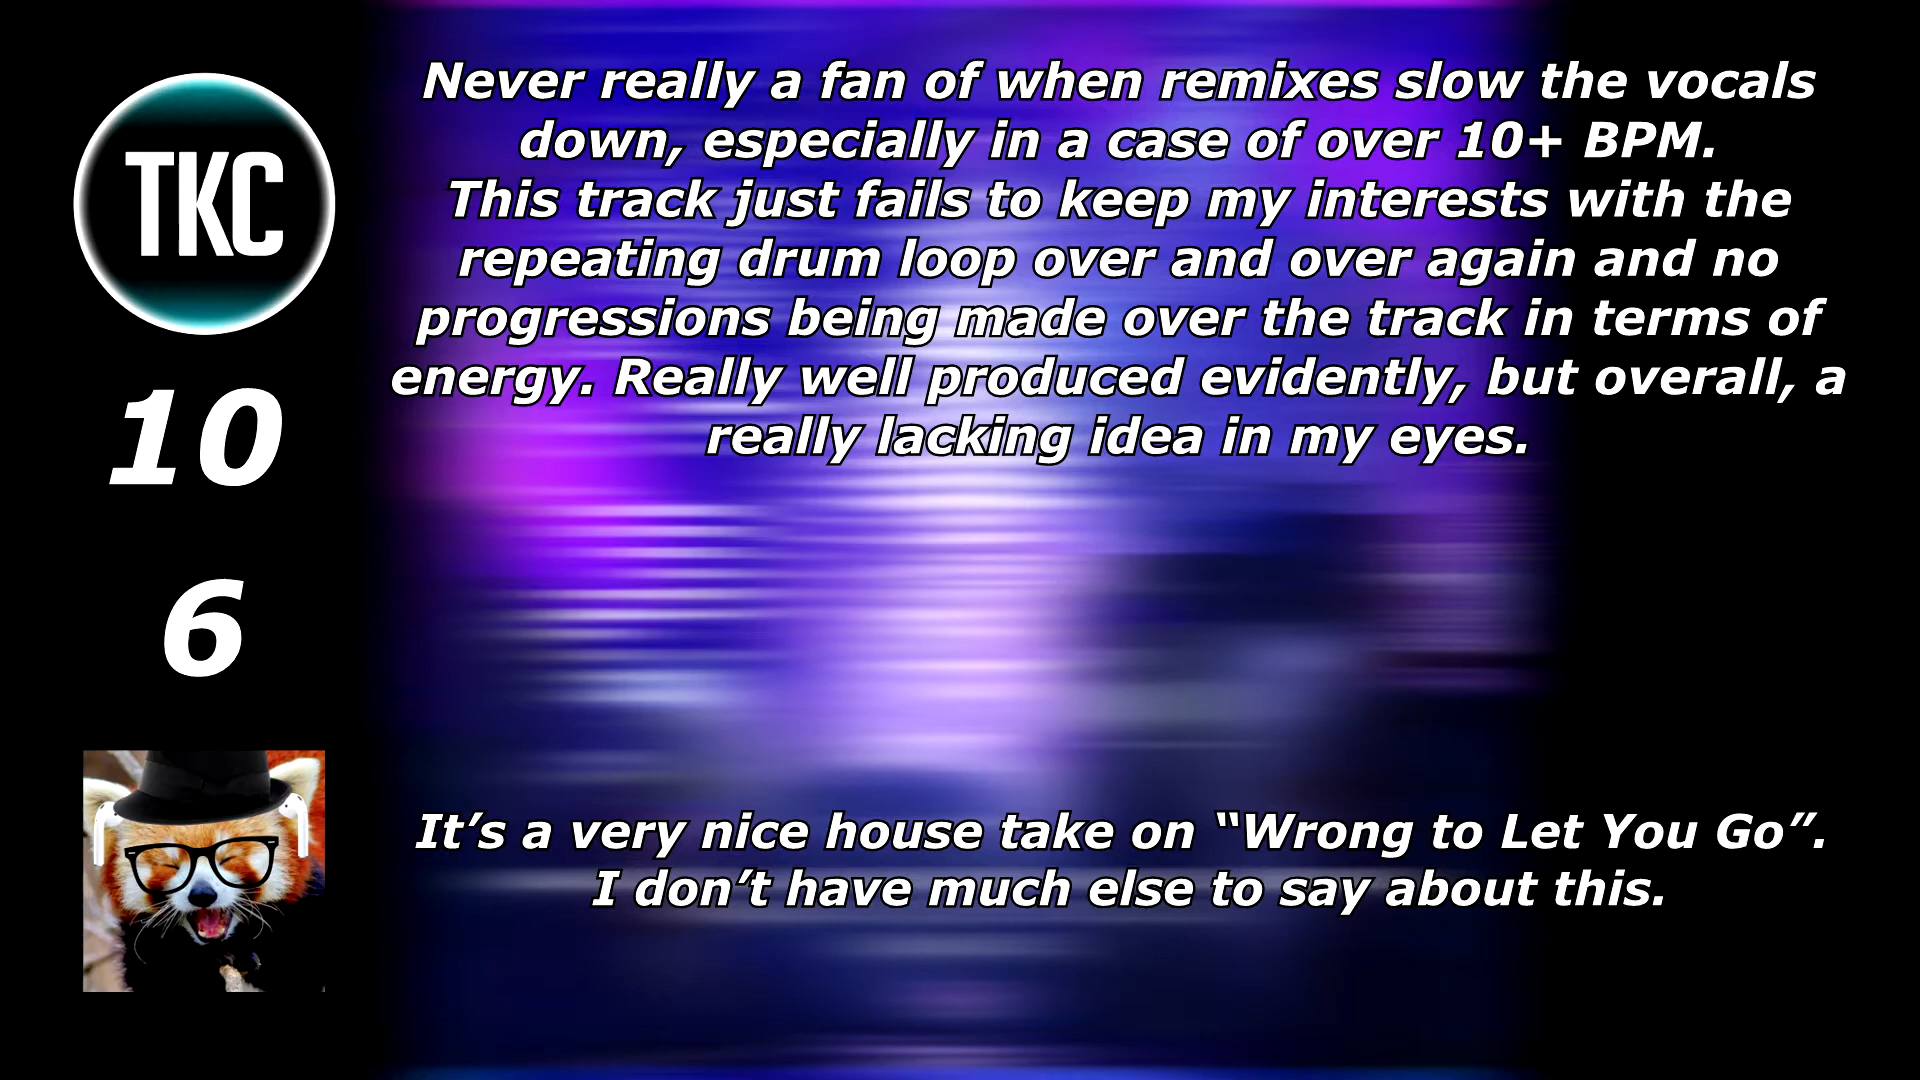 TKC
10
6
Never really a fan of when remixes slow the vocals
down, especially in a case of over 10+ BPM.
This track just fails to keep my interests with the
repeating drum loop over and over again and no
progressions being made over the track in terms of
energy. Really well produced evidently, but overall, a
really lacking idea in my eyes.
It’s a very nice house take on “Wrong to Let You Go”.
I don’t have much else to say about this.